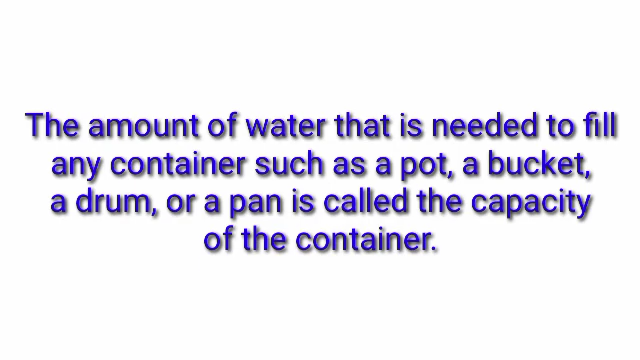 The amount of water that is needed to fill
any container such as a pot, a bucket,
a drum, or a pan is called the capacity
of the container.